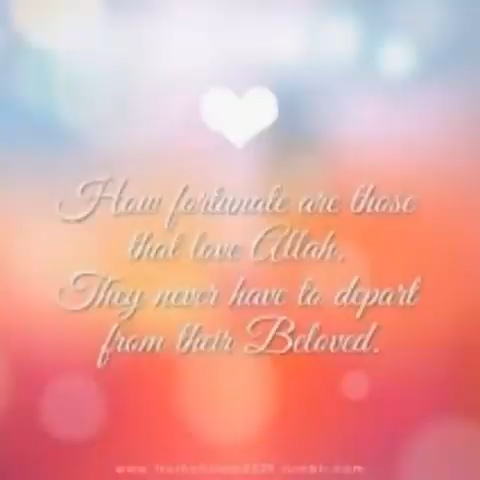 How fortunate are those
that love Allah.
They never have to depart
from their Beloved.